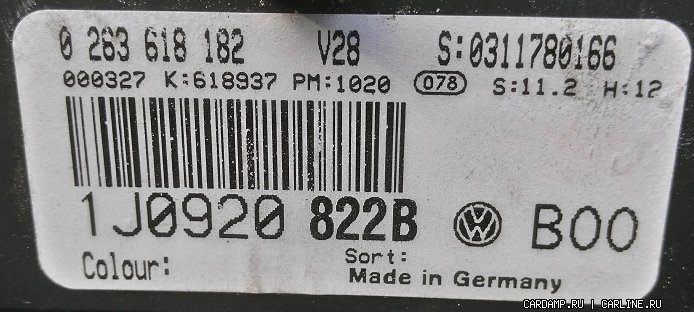 0 263 618 182 V28 S:0311780166
000327 K:618937 PM:1020 078 S:11.2 H:12
1J0920 822B VW B00
Colour: Sort:
Made in Germany
CARDAMP.RU | CARLINE.RU